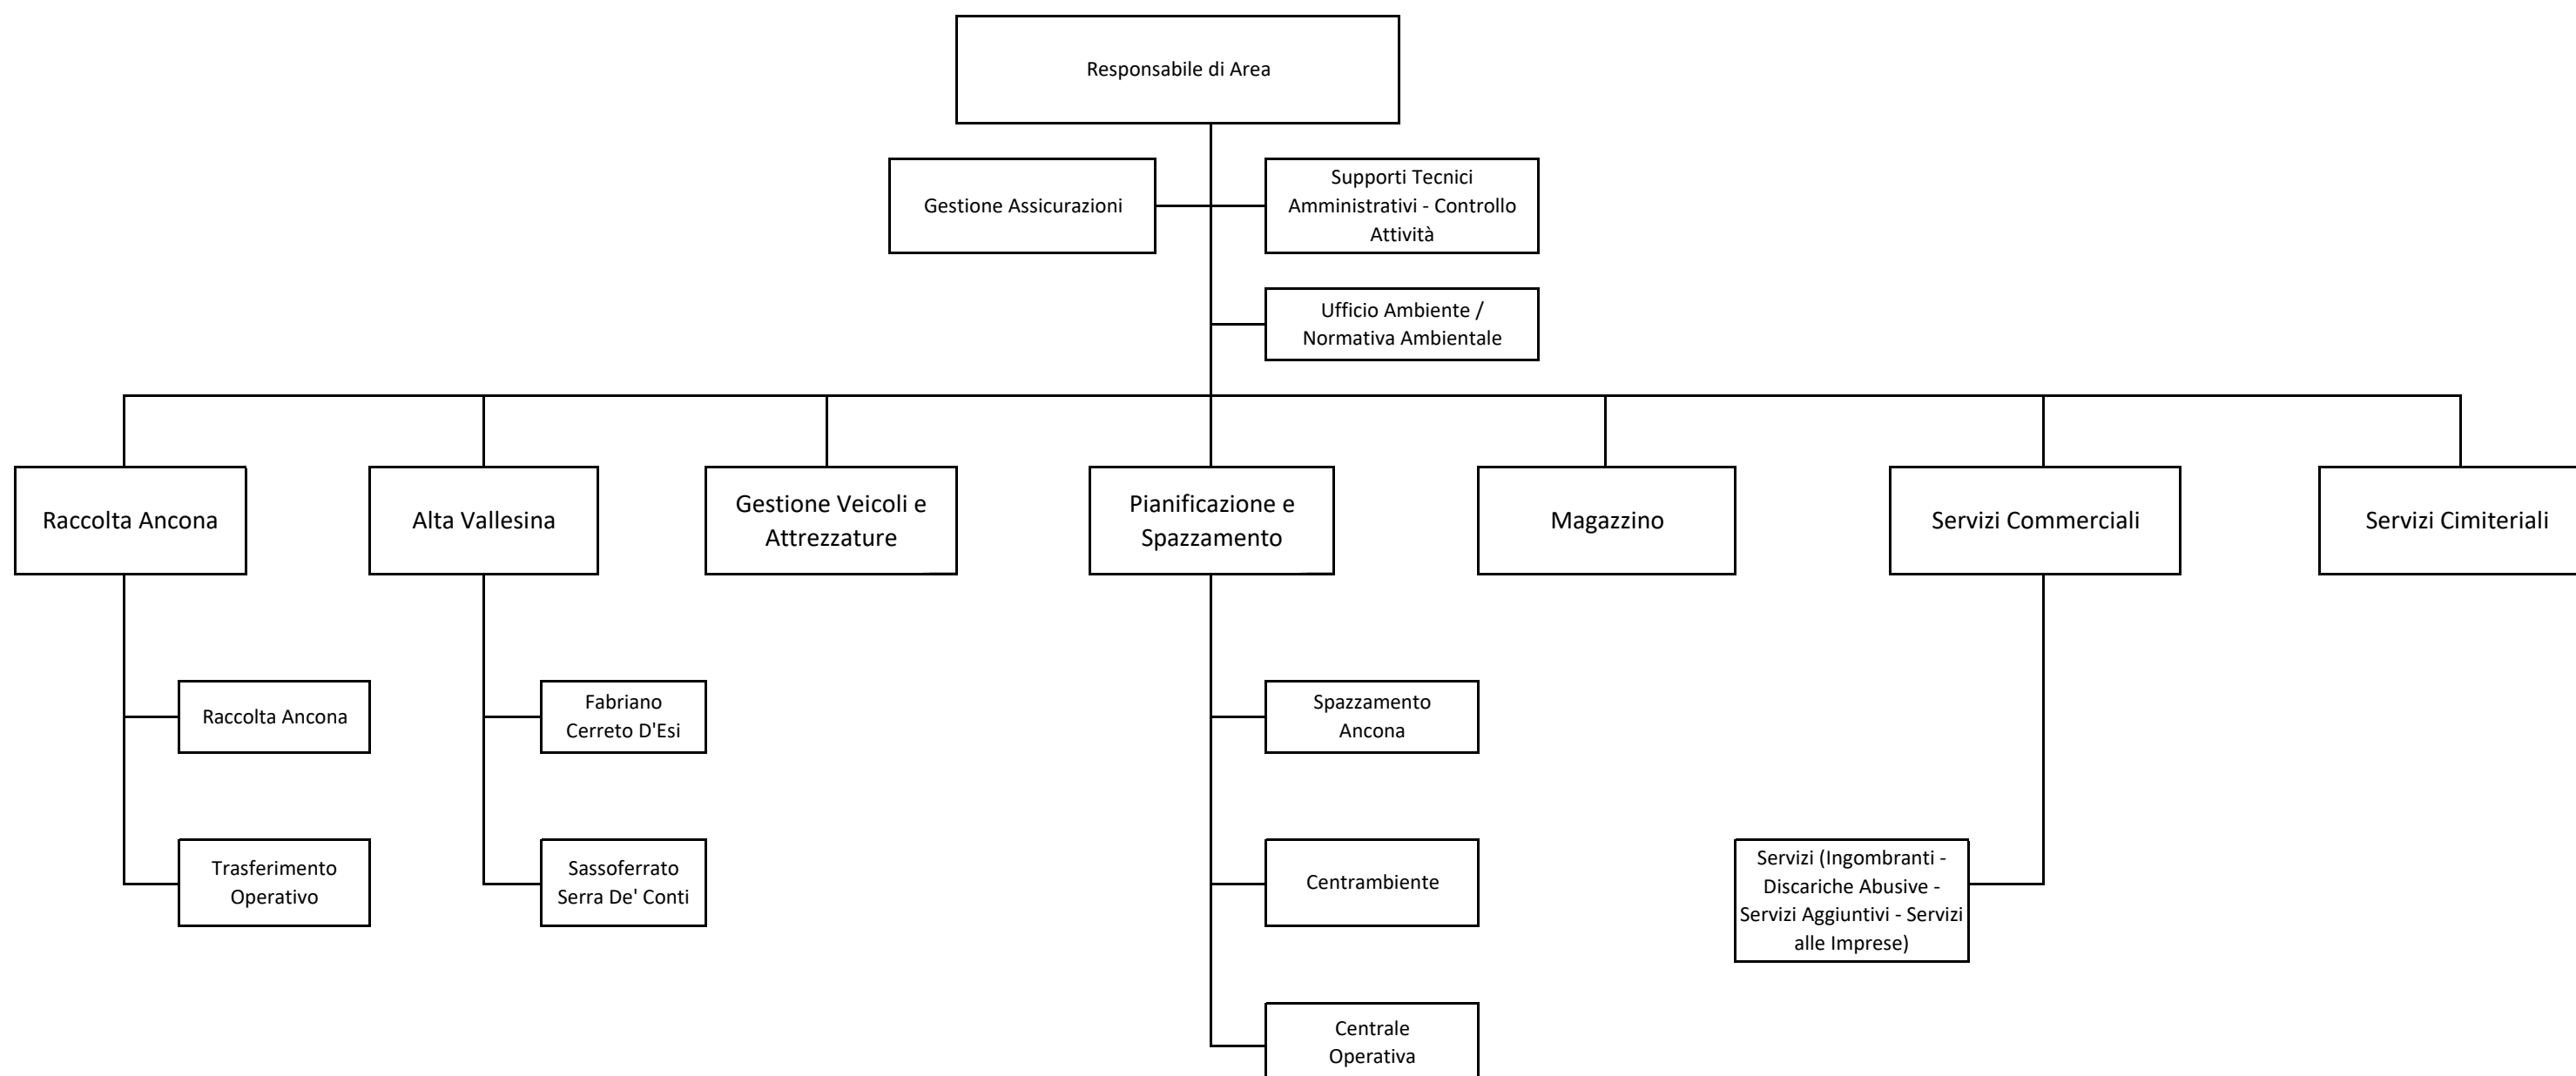 Responsabile di Area
Gestione Assicurazioni
Supporti Tecnici
Amministrativi - Controllo
Attività
Ufficio Ambiente /
Normativa Ambientale
Raccolta Ancona
Alta Vallesina
Gestione Veicoli e
Attrezzature
Pianificazione e
Spazzamento
Magazzino
Servizi Commerciali
Servizi Cimiteriali
Raccolta Ancona
Fabriano
Cerreto D'Esi
Spazzamento
Ancona
Trasferimento
Operativo
Sassoferrato
Serra De' Conti
Centrambiente
Servizi (Ingombranti -
Discariche Abusive -
Servizi Aggiuntivi - Servizi
alle Imprese)
Centrale
Operativa